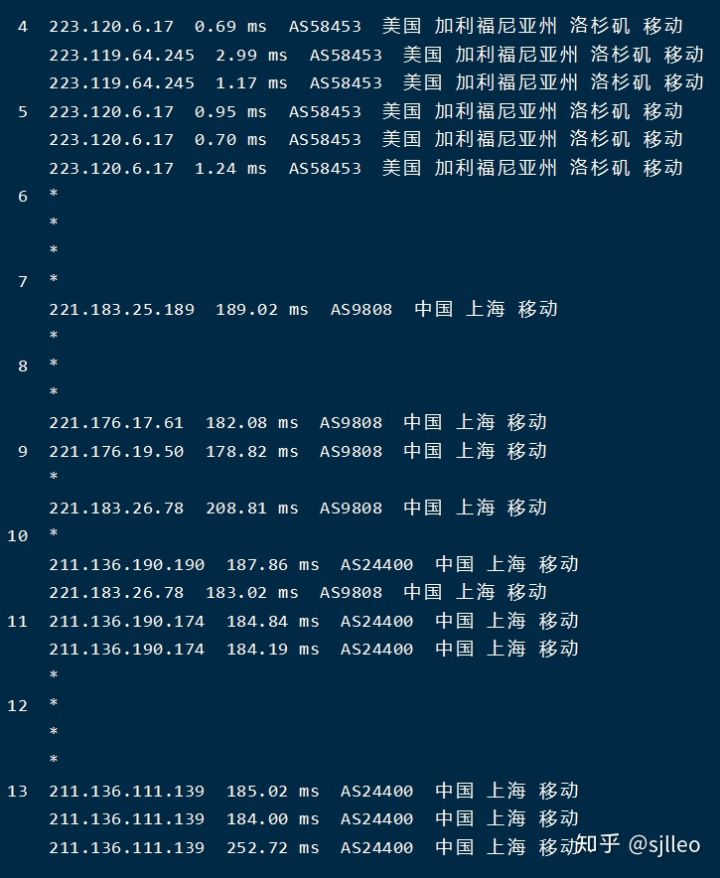 4 223.120.6.17 0.69 ms AS58453 美国 加利福尼亚州 洛杉矶 移动
223.119.64.245 2.99 ms AS58453 美国 加利福尼亚州 洛杉矶 移动
223.119.64.245 1.17 ms AS58453 美国 加利福尼亚州 洛杉矶 移动
5 223.120.6.17 0.95 ms AS58453 美国 加利福尼亚州 洛杉矶 移动
223.120.6.17 0.70 ms AS58453 美国 加利福尼亚州 洛杉矶 移动
223.120.6.17 1.24 ms AS58453 美国 加利福尼亚州 洛杉矶 移动
6 *
*
*
7 *
221.183.25.189 189.02 ms AS9808 中国 上海 移动
*
8 *
*
221.176.17.61 182.08 ms AS9808 中国 上海 移动
9 221.176.19.50 178.82 ms AS9808 中国 上海 移动
*
221.183.26.78 208.81 ms AS9808 中国 上海 移动
10 *
211.136.190.190 187.86 ms AS24400 中国 上海 移动
221.183.26.78 183.02 ms AS9808 中国 上海 移动
11 211.136.190.174 184.84 ms AS24400 中国 上海 移动
211.136.190.174 184.19 ms AS24400 中国 上海 移动
*
12 *
*
*
13 211.136.111.139 185.02 ms AS24400 中国 上海 移动
211.136.111.139 184.00 ms AS24400 中国 上海 移动
211.136.111.139 252.72 ms AS24400 中国 上海 移动
知乎 @sjlleo